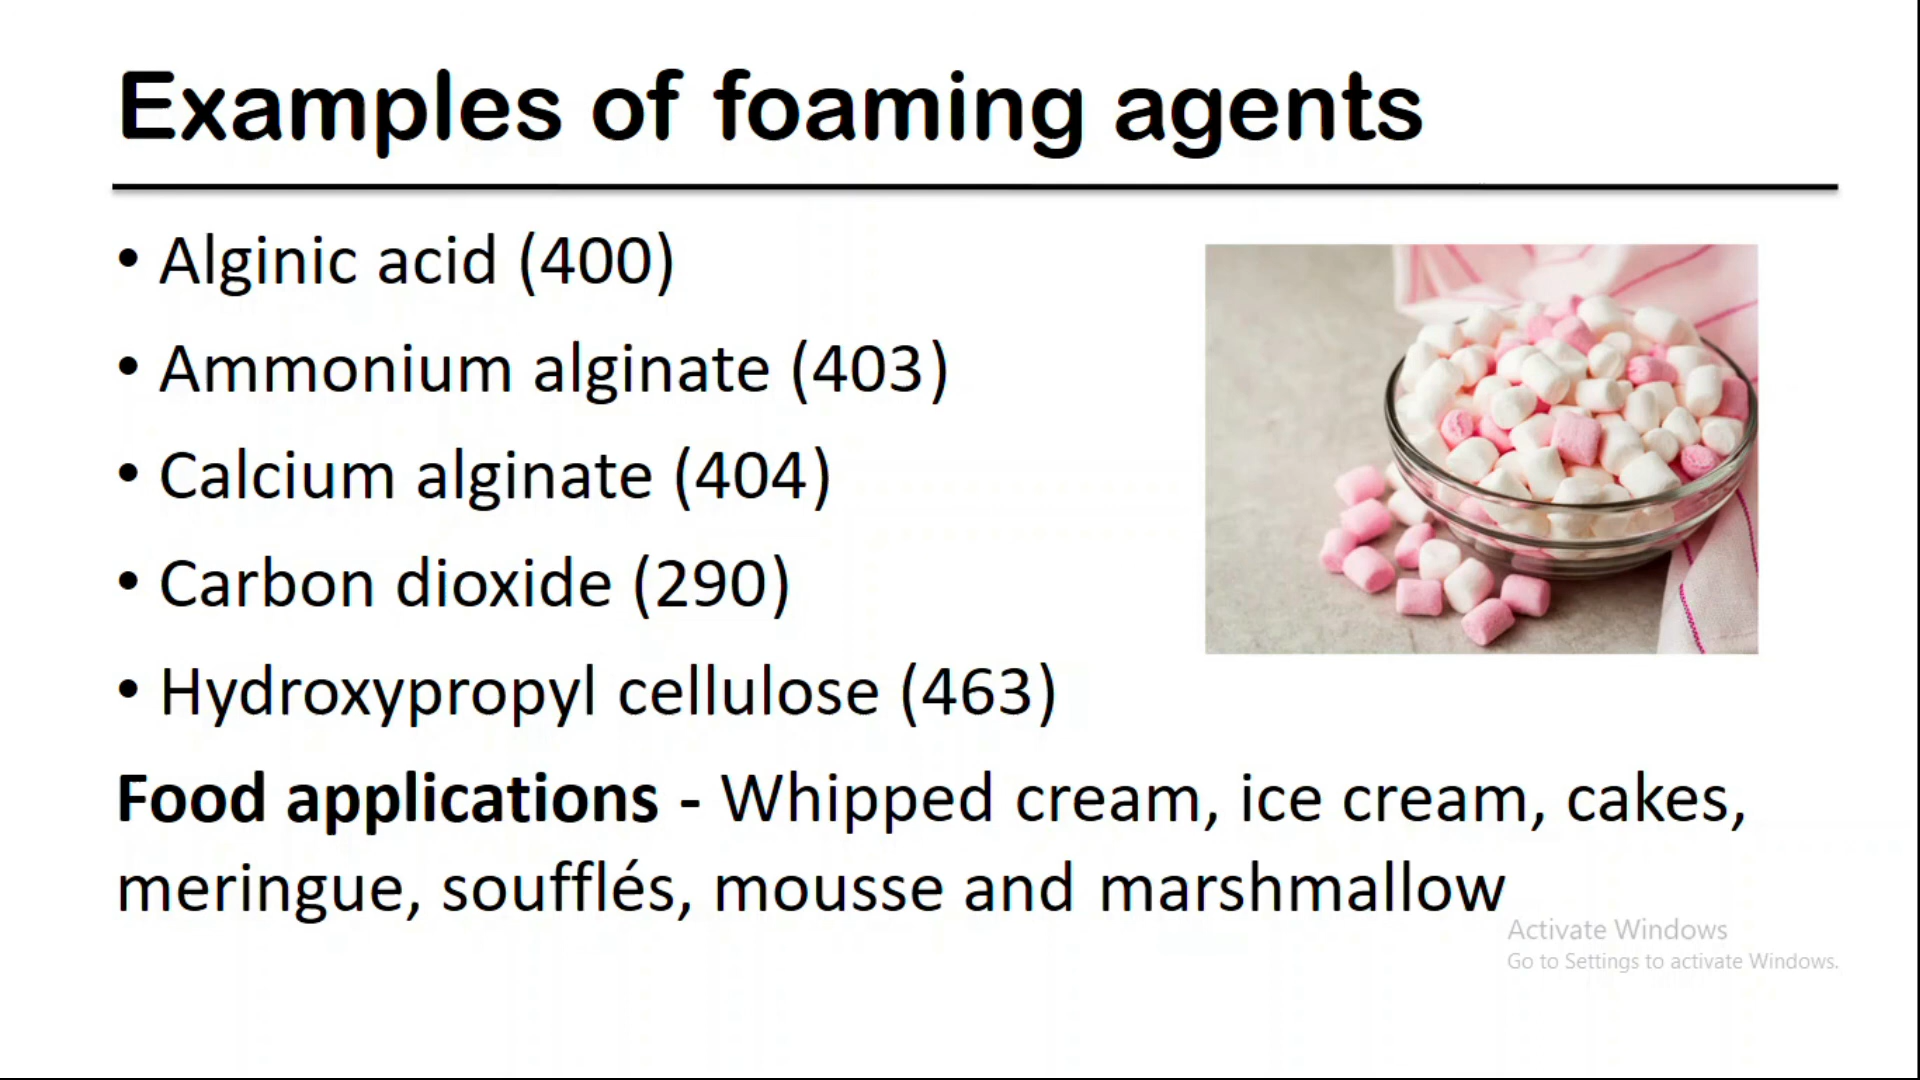 Examples of foaming agents
• Alginic acid (400)
• Ammonium alginate (403)
• Calcium alginate (404)
• Carbon dioxide (290)
• Hydroxypropyl cellulose (463)
Food applications - Whipped cream, ice cream, cakes,
meringue, soufflés, mousse and marshmallow
Activate Windows
Go to Settings to activate Windows.